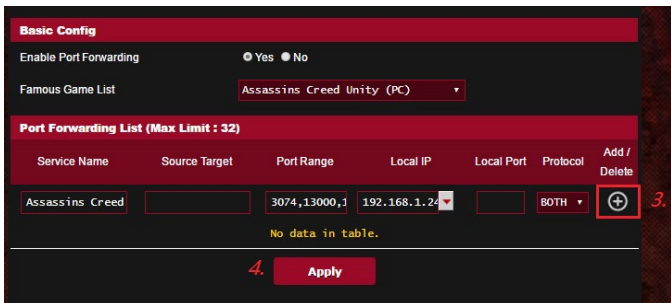 Basic Config
Enable Port Forwarding Yes No
Famous Game List Assassins Creed Unity (PC)
Port Forwarding List (Max Limit : 32)
Service Name Source Target Port Range Local IP Local Port Protocol Add / Delete
Assassins Creed 3074,13000,1 192.168.1.24 BOTH 3.
No data in table.
4. Apply